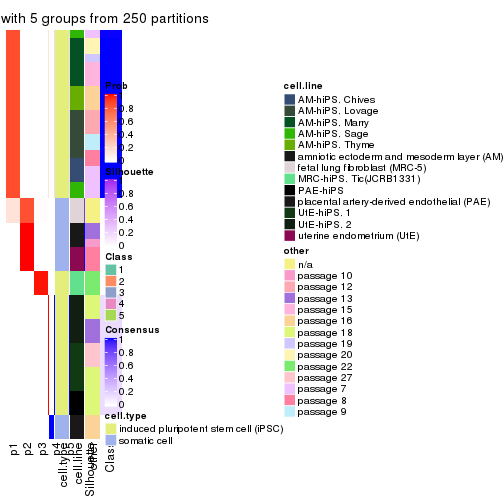 with 5 groups from 250 partitions
Prob
0.8
0.6
0.4
0.2
0
Silhouette
1
0.8
0.6
0.4
0.2
0
Class
1
2
3
4
5
Consensus
1
0.8
0.6
0.4
0.2
0
cell.type
induced pluripotent stem cell (iPSC)
somatic cell
cell.line
AM-hiPS. Chives
AM-hiPS. Lovage
AM-hiPS. Marry
AM-hiPS. Sage
AM-hiPS. Thyme
amniotic ectoderm and mesoderm layer (AM)
fetal lung fibroblast (MRC-5)
MRC-hiPS. Tic(JCRB1331)
PAE-hiPS
placental artery-derived endothelial (PAE)
UtE-hiPS. 1
UtE-hiPS. 2
uterine endometrium (UtE)
other
n/a
passage 10
passage 12
passage 13
passage 15
passage 16
passage 18
passage 19
passage 20
passage 22
passage 27
passage 7
passage 8
passage 9
p1
p2
p3
p4
cell.type
p5
cell.line
Silhouette
other
Class